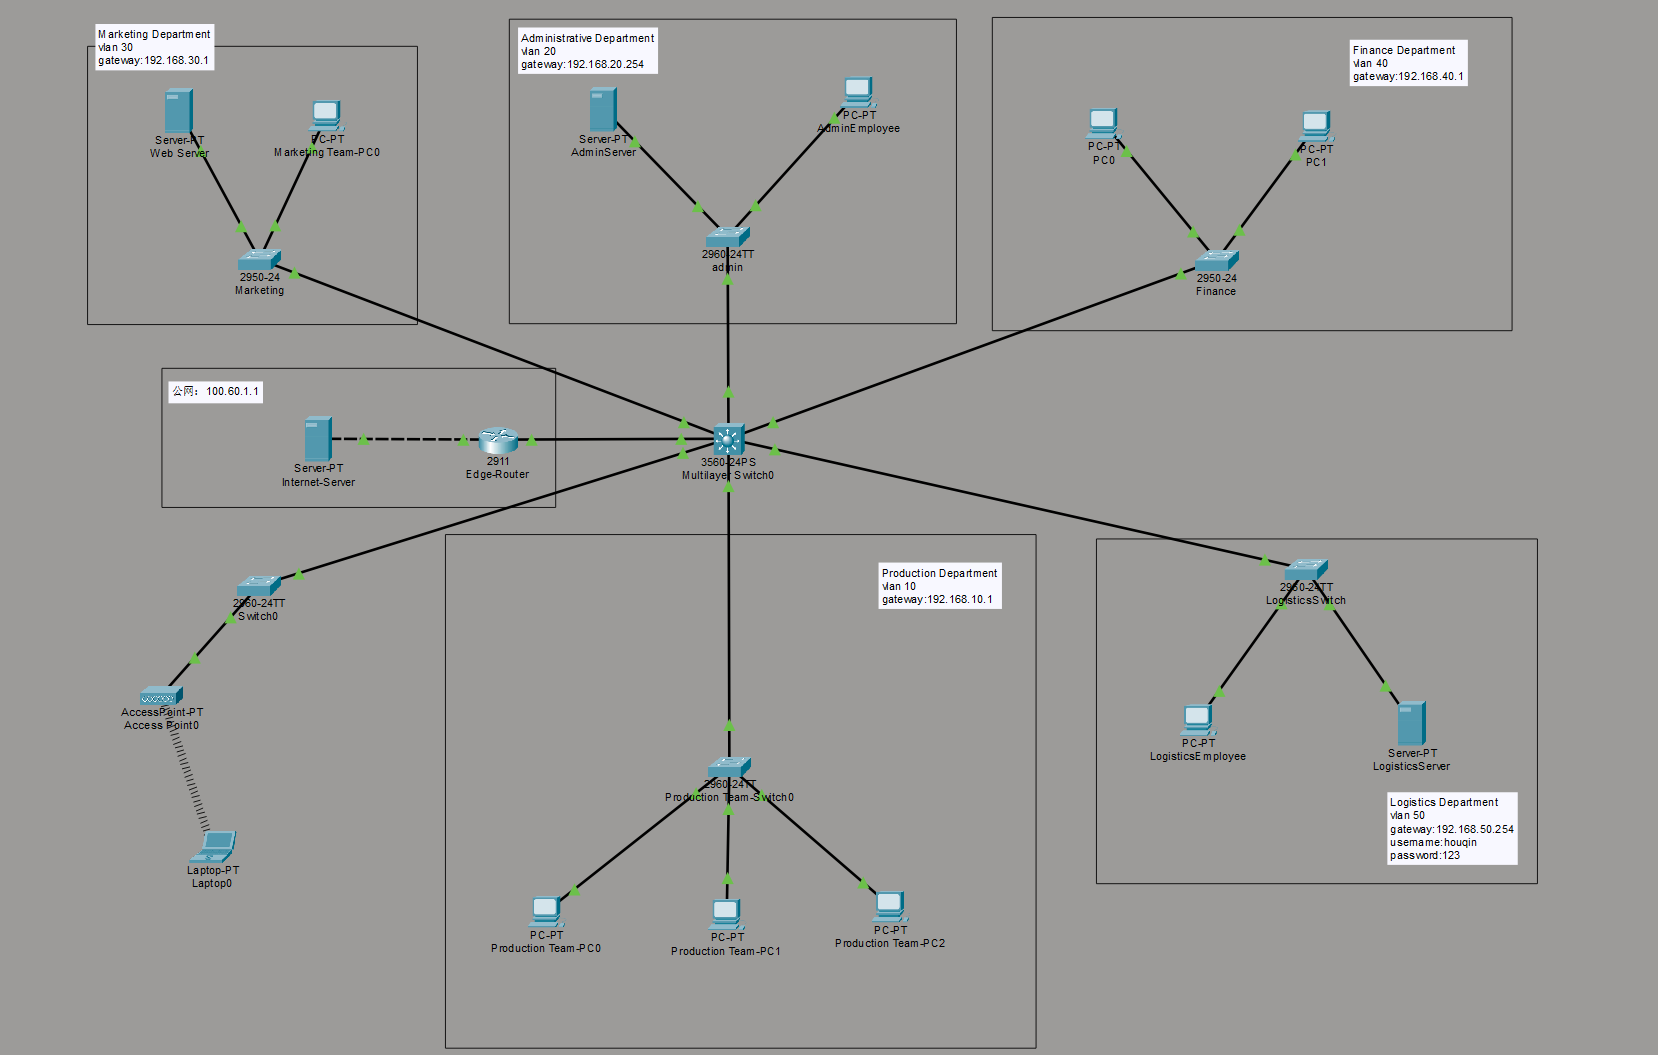 Marketing Department
vlan 30
gateway:192.168.30.1
Server-PT
Web Server
PC-PT
Marketing Team-PC0
2950-24
Marketing
Administrative Department
vlan 20
gateway:192.168.20.254
Server-PT
AdminServer
PC-PT
AdminEmployee
2960-24TT
admin
Finance Department
vlan 40
gateway:192.168.40.1
PC-PT
PC0
PC-PT
PC1
2950-24
Finance
公网：100.60.1.1
Server-PT
Internet-Server
2911
Edge-Router
3560-24PS
Multilayer Switch0
2960-24TT
Switch0
AccessPoint-PT
Access Point0
Laptop-PT
Laptop0
Production Department
vlan 10
gateway:192.168.10.1
2960-24TT
Production Team-Switch0
PC-PT
Production Team-PC0
PC-PT
Production Team-PC1
PC-PT
Production Team-PC2
2960-24TT
LogisticsSwitch
PC-PT
LogisticsEmployee
Server-PT
LogisticsServer
Logistics Department
vlan 50
gateway:192.168.50.254
username:houqin
password:123